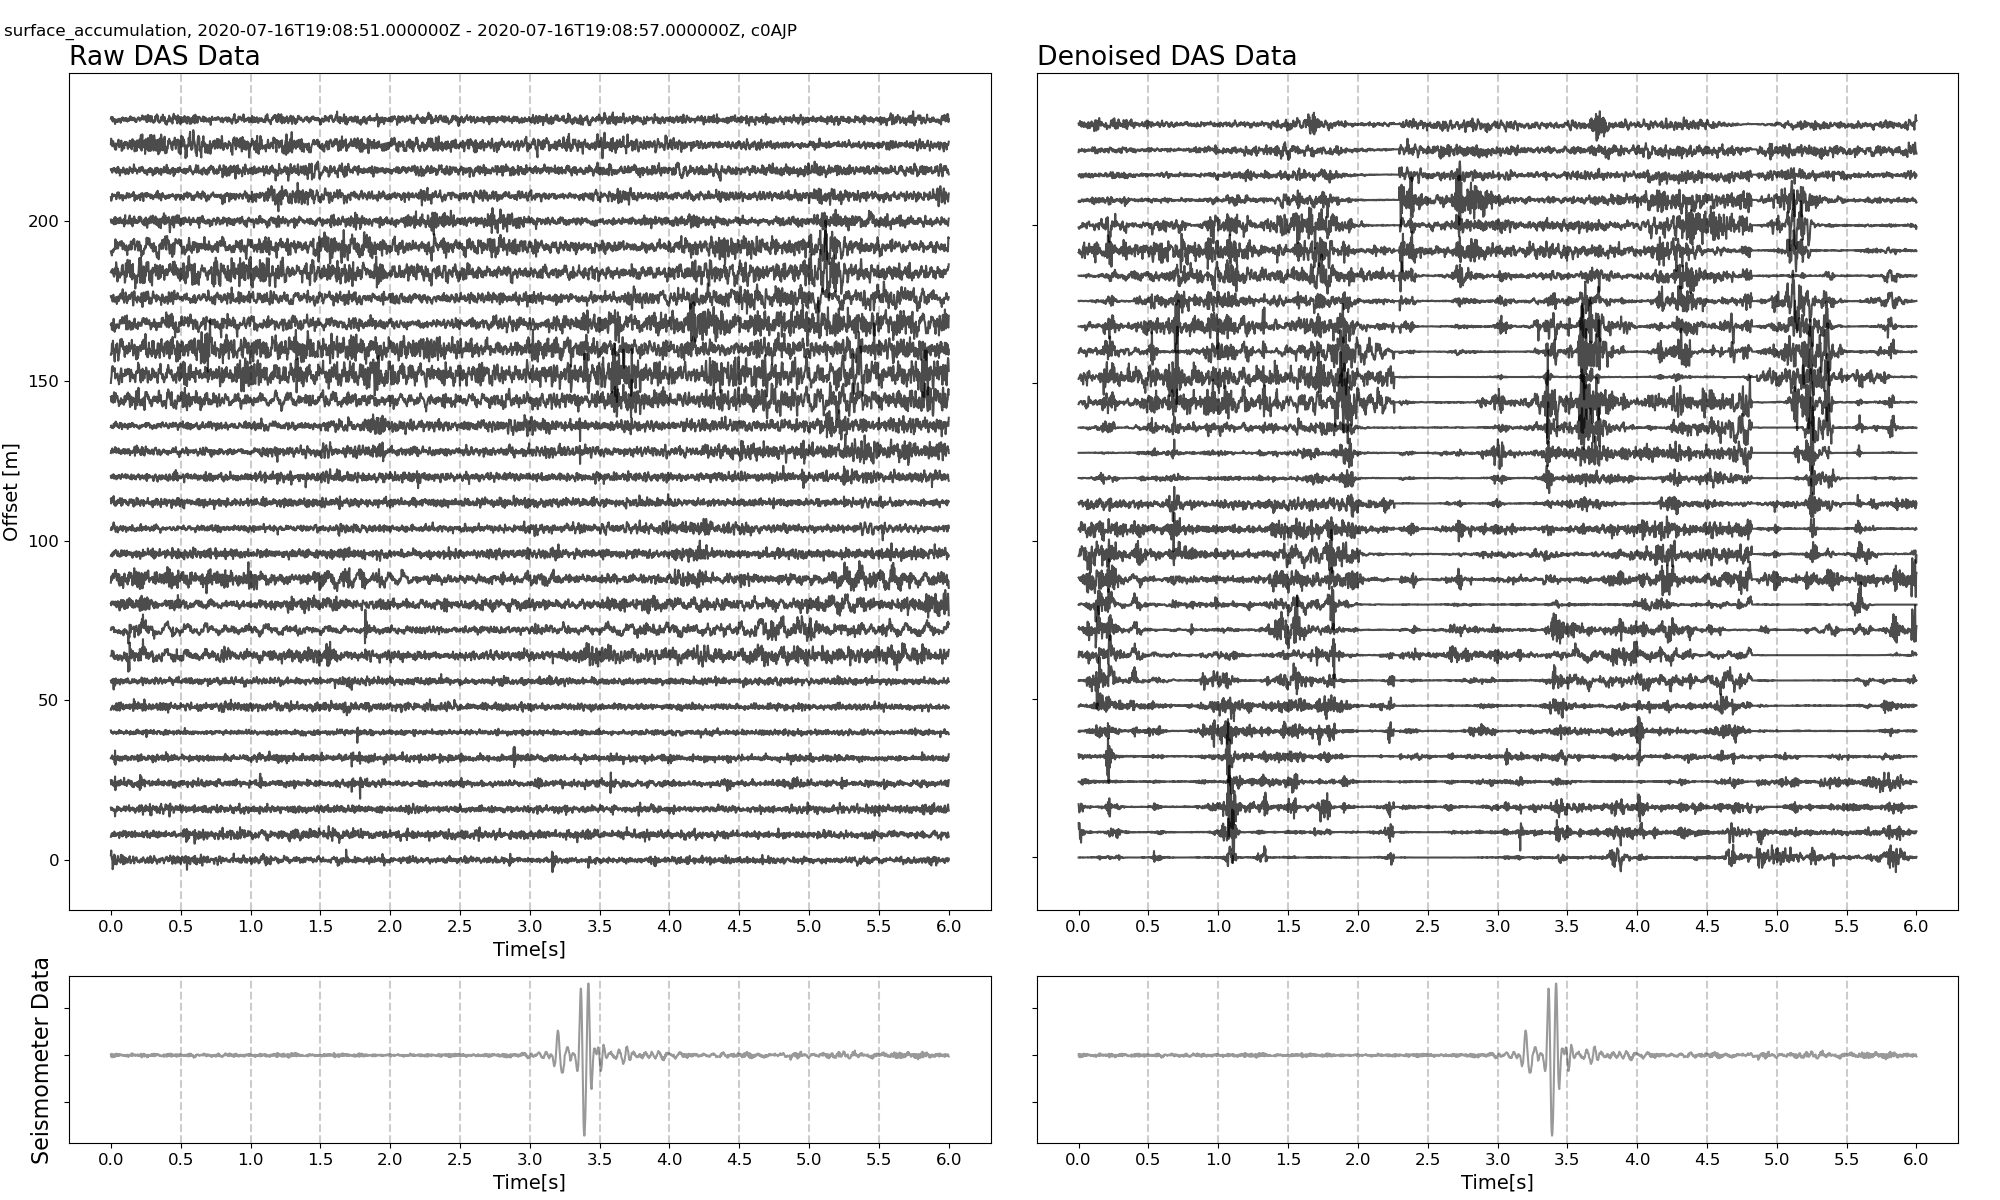 surface_accumulation, 2020-07-16T19:08:51.000000Z - 2020-07-16T19:08:57.000000Z, c0AJP
Raw DAS Data
Denoised DAS Data
Offset [m]
200
150
100
50
0
0.0 0.5 1.0 1.5 2.0 2.5 3.0 3.5 4.0 4.5 5.0 5.5 6.0
Time[s]
0.0 0.5 1.0 1.5 2.0 2.5 3.0 3.5 4.0 4.5 5.0 5.5 6.0
Seismometer Data
0.0 0.5 1.0 1.5 2.0 2.5 3.0 3.5 4.0 4.5 5.0 5.5 6.0
Time[s]
0.0 0.5 1.0 1.5 2.0 2.5 3.0 3.5 4.0 4.5 5.0 5.5 6.0
Time[s]